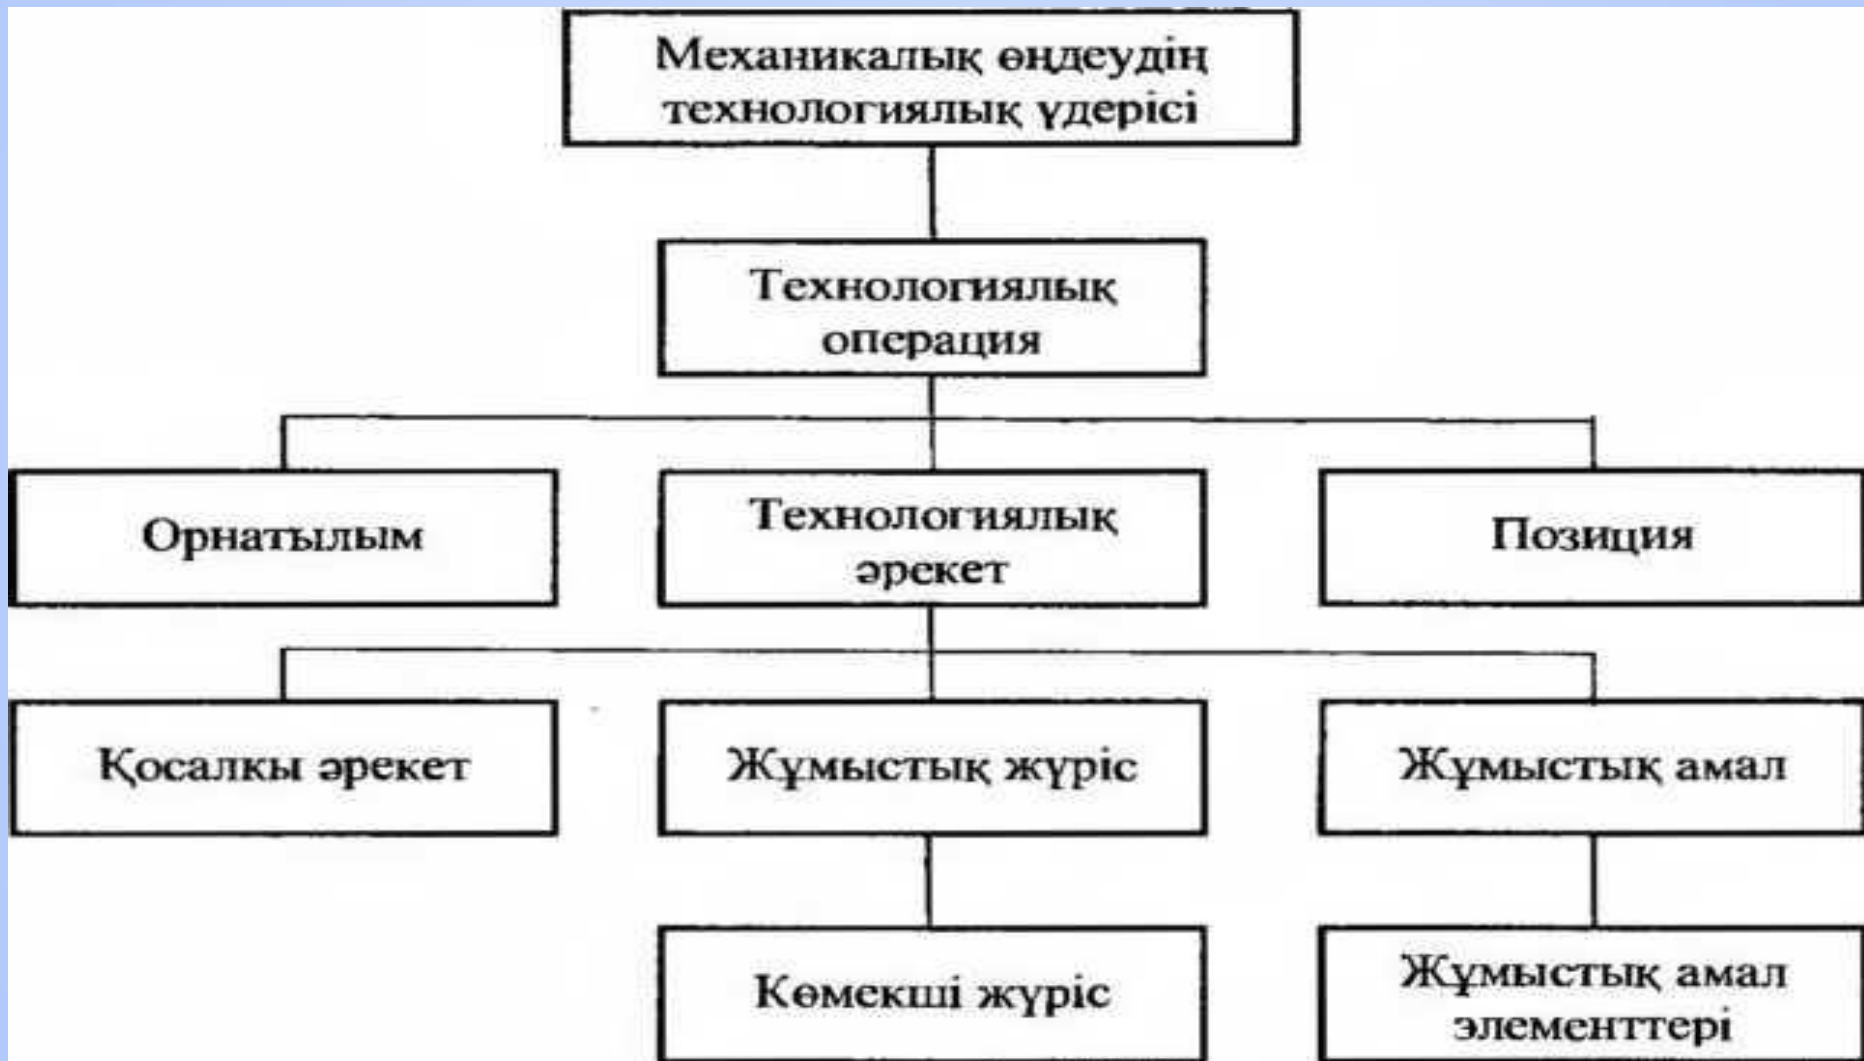 Механикалық өңдеудің
технологиялық үдерісі
Технологиялық
операция
Орнатылым
Технологиялық
әрекет
Позиция
Қосалкы әрекет
Жұмыстық жүріс
Жұмыстық амал
Көмекші жүріс
Жұмыстық амал
элементтері